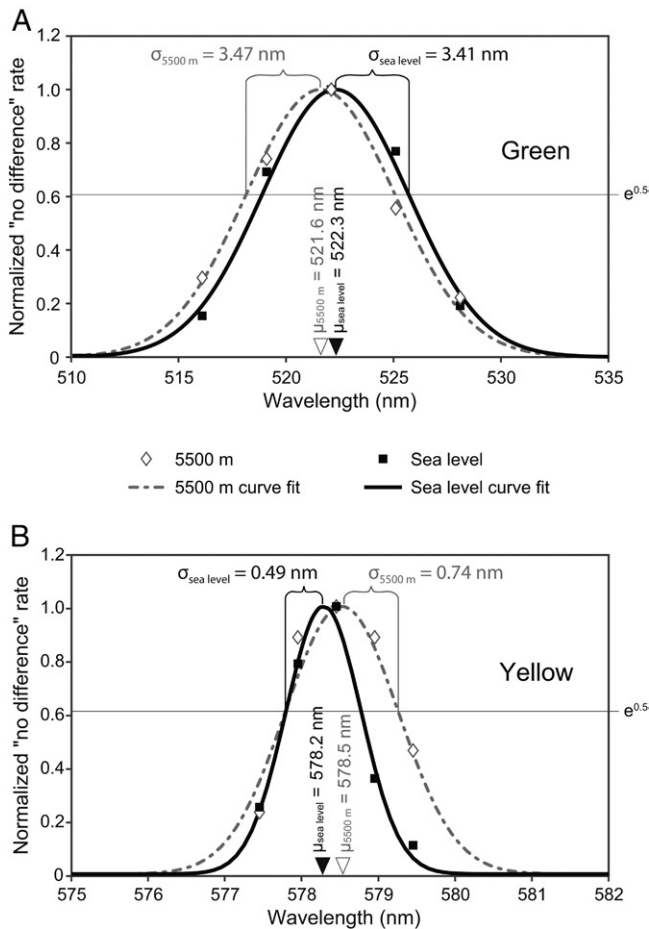 A
σ5500 m = 3.47 nm
σsea level = 3.41 nm
Normalized "no difference" rate
1.2
1.0
0.8
0.6
0.4
0.2
0
Green
e0.5
μ5500 m = 521.6 nm
μsea level = 522.3 nm
510 515 520 525 530 535
Wavelength (nm)
5500 m
Sea level
5500 m curve fit
Sea level curve fit
B
σsea level = 0.49 nm
σ5500 m = 0.74 nm
Normalized "no difference" rate
1.2
1.0
0.8
0.6
0.4
0.2
0
Yellow
e0.5
μsea level = 578.2 nm
μ5500 m = 578.5 nm
575 576 577 578 579 580 581 582
Wavelength (nm)